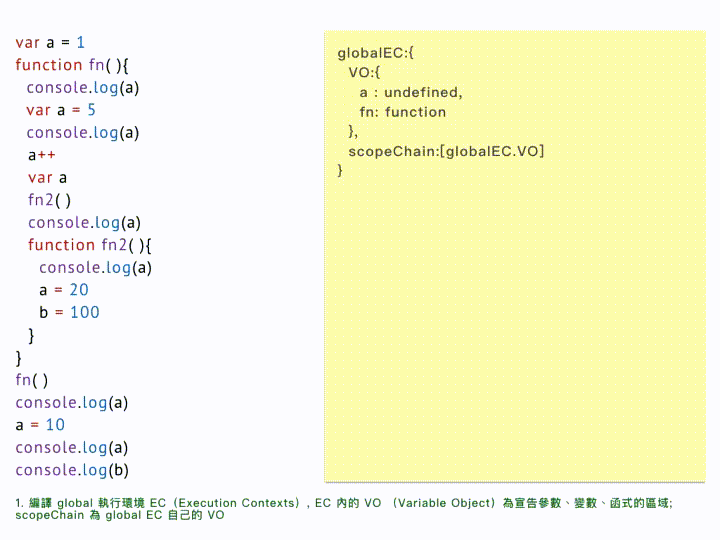 var a = 1
function fn( ){
console.log(a)
var a = 5
console.log(a)
a++
var a
fn2( )
console.log(a)
function fn2( ){
console.log(a)
a = 20
b = 100
}
}
fn( )
console.log(a)
a = 10
console.log(a)
console.log(b)
globalEC:{
VO:{
a : undefined,
fn: function
},
scopeChain:[globalEC.VO]
}
1. 編譯 global 執行環境 EC（Execution Contexts）, EC 內的 VO （Variable Object）為宣告參數、變數、函式的區域;
scopeChain 為 global EC 自己的 VO